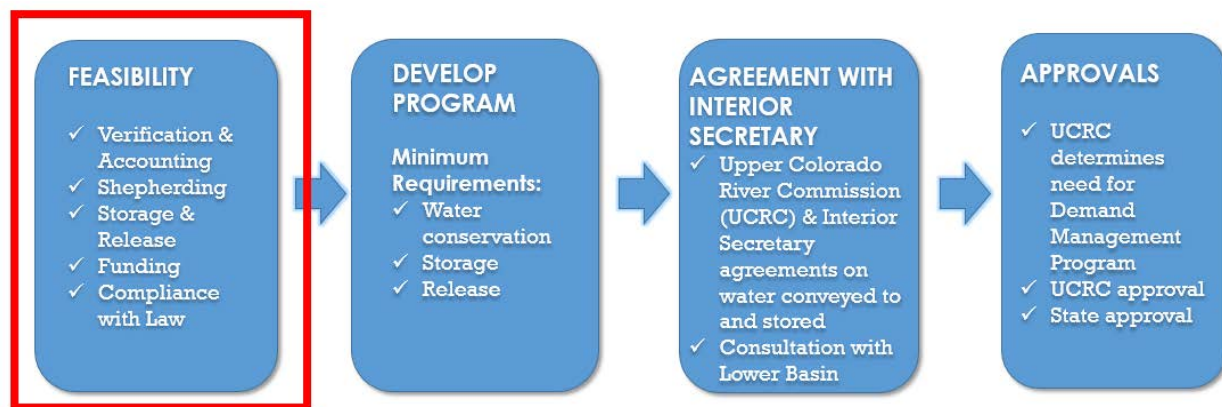 FEASIBILITY
✓ Verification &
Accounting
✓ Shepherding
✓ Storage &
Release
✓ Funding
✓ Compliance
with Law
DEVELOP
PROGRAM
Minimum
Requirements:
✓ Water
conservation
✓ Storage
✓ Release
AGREEMENT WITH
INTERIOR
SECRETARY
✓ Upper Colorado
River Commission
(UCRC) & Interior
Secretary
agreements on
water conveyed to
and stored
✓ Consultation with
Lower Basin
APPROVALS
✓ UCRC
determines
need for
Demand
Management
Program
✓ UCRC approval
✓ State approval